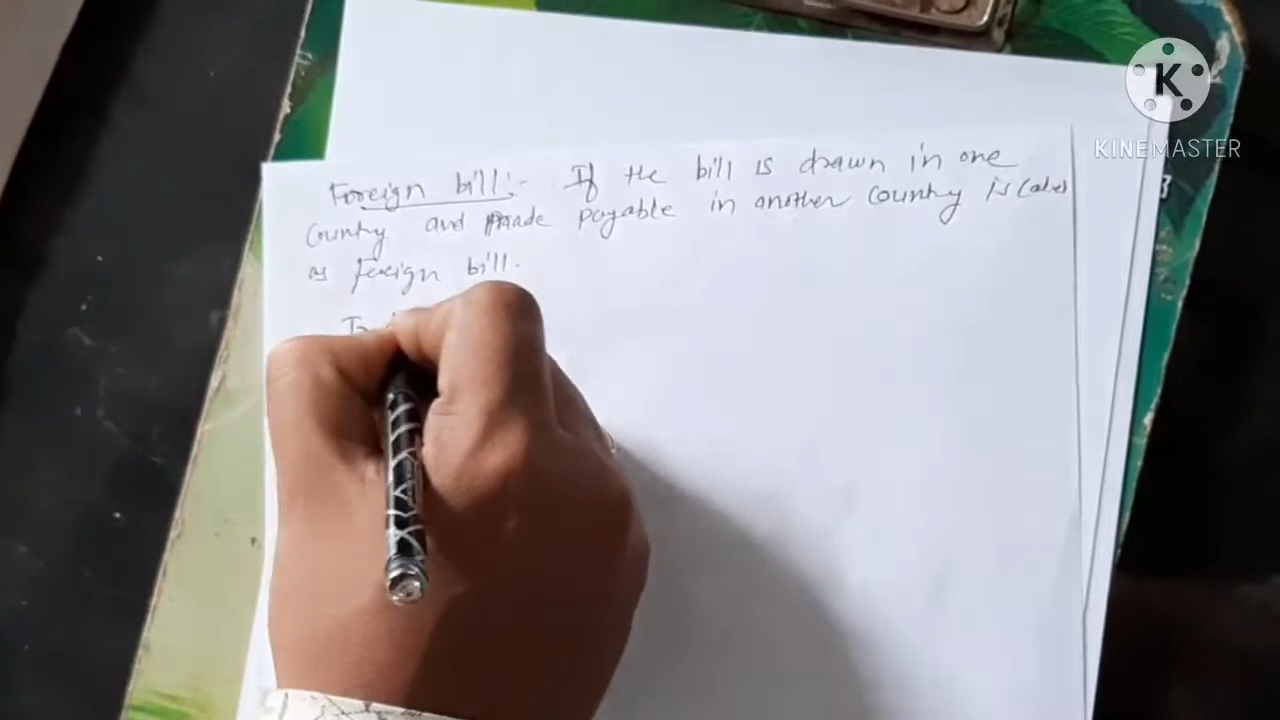 K
KINEMASTER
Foreign bill:- If the bill is drawn in one
Country and made payable in another Country is
as foreign bill.